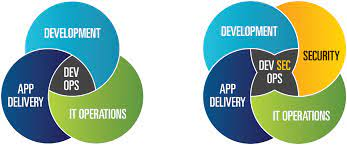 DEVELOPMENT
DEV
OPS
APP
DELIVERY
IT OPERATIONS
DEVELOPMENT
SECURITY
DEV SEC
OPS
APP
DELIVERY
IT OPERATIONS